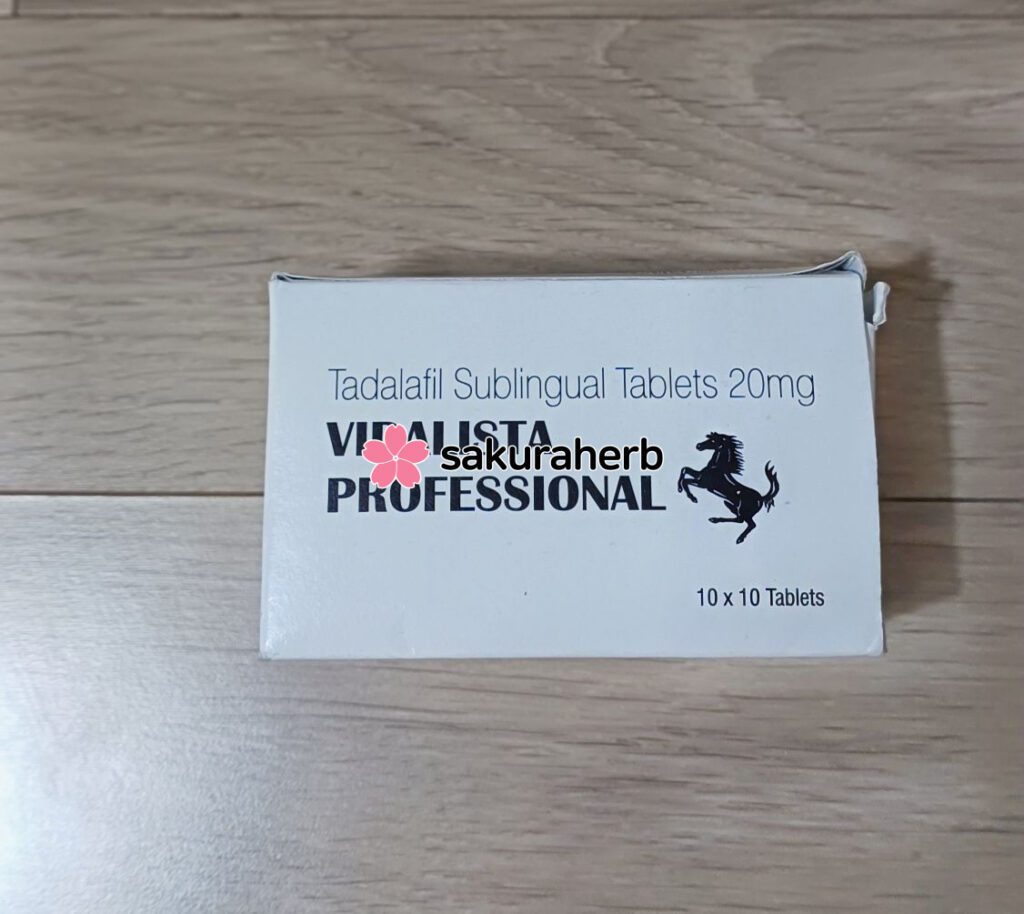 Tadalafil Sublingual Tablets 20mg
VIDALISTA
sakuraherb
PROFESSIONAL
10 x 10 Tablets